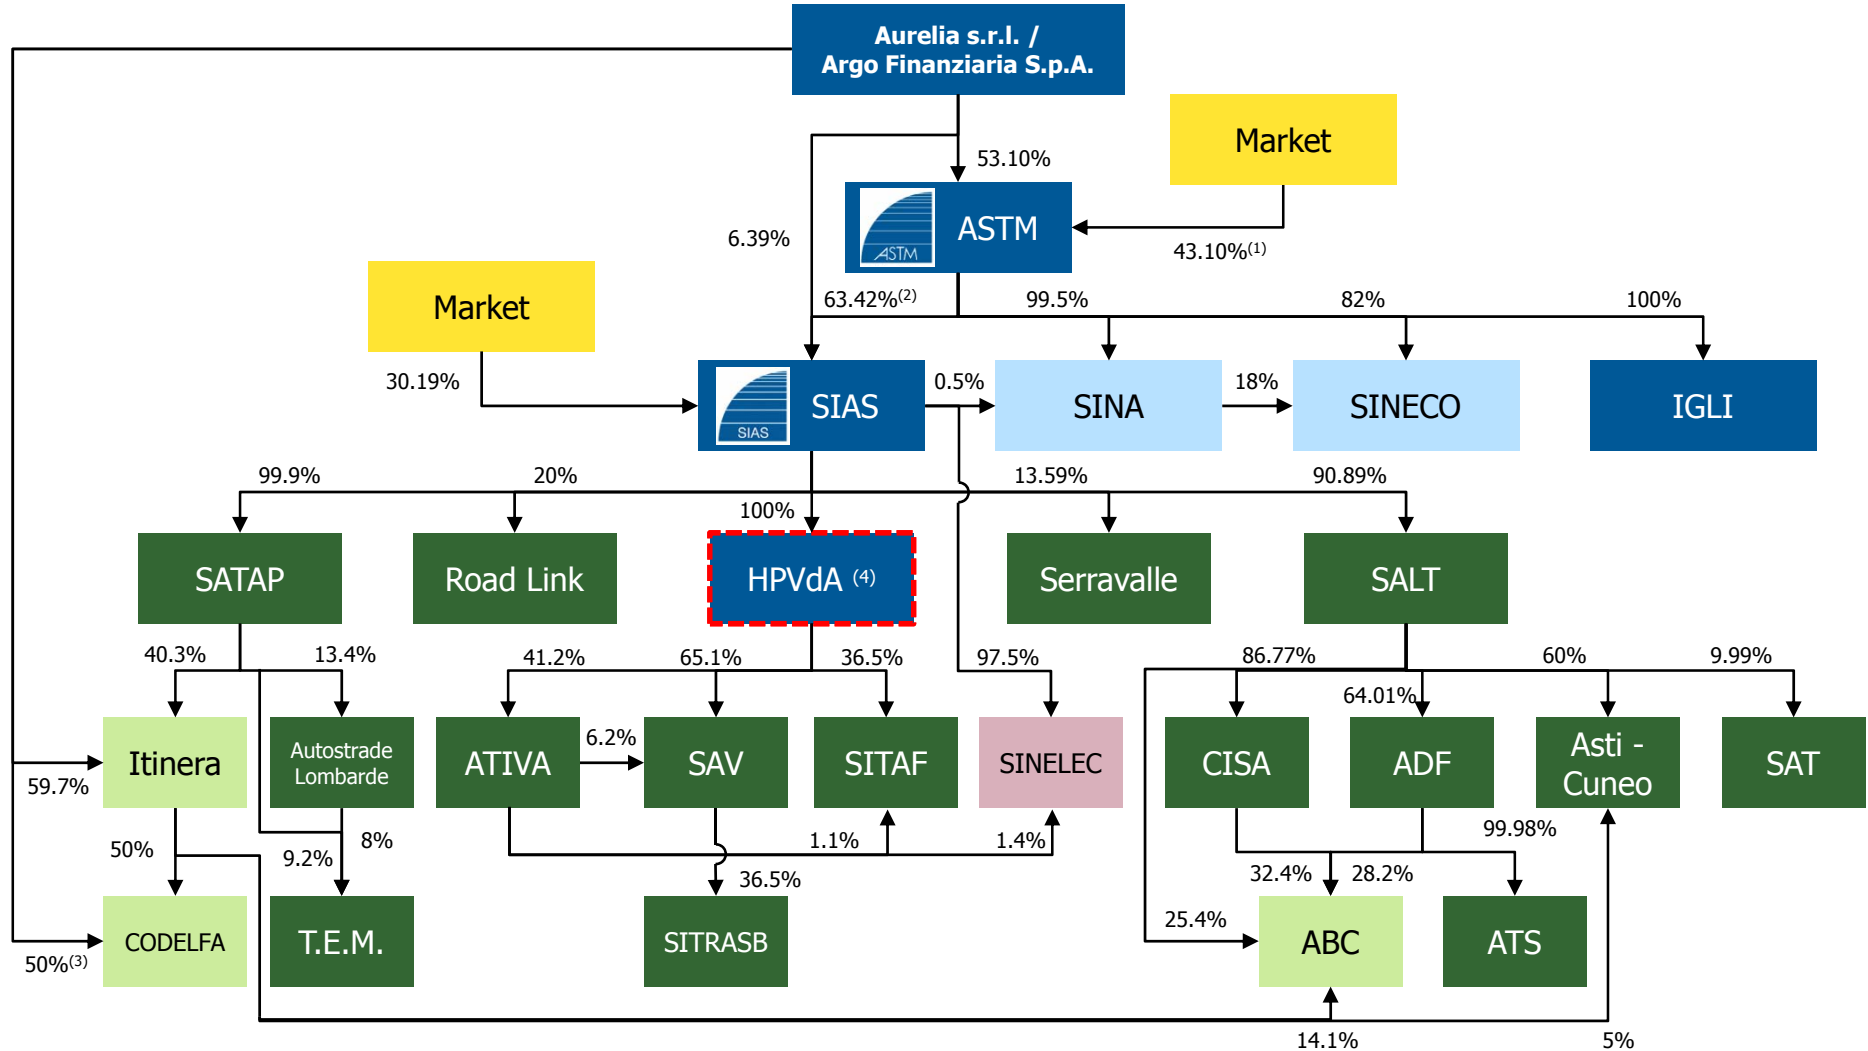 Aurelia s.r.l. /
Argo Finanziaria S.p.A.
Market
53.10%
ASTM
ASTM
6.39%
43.10%(1)
Market
63.42%(2)
99.5%
82%
100%
30.19%
SIAS
SIAS
0.5%
SINA
18%
SINECO
IGLI
99.9%
20%
100%
13.59%
90.89%
SATAP
Road Link
HPVdA (4)
Serravalle
SALT
40.3%
13.4%
41.2%
65.1%
36.5%
97.5%
86.77%
64.01%
60%
9.99%
Itinera
Autostrade
Lombarde
ATIVA
6.2%
SAV
SITAF
SINELEC
CISA
ADF
Asti -
Cuneo
SAT
59.7%
50%
9.2%
8%
1.1%
1.4%
99.98%
36.5%
32.4%
28.2%
25.4%
CODELFA
T.E.M.
SITRASB
ABC
ATS
50%(3)
14.1%
5%